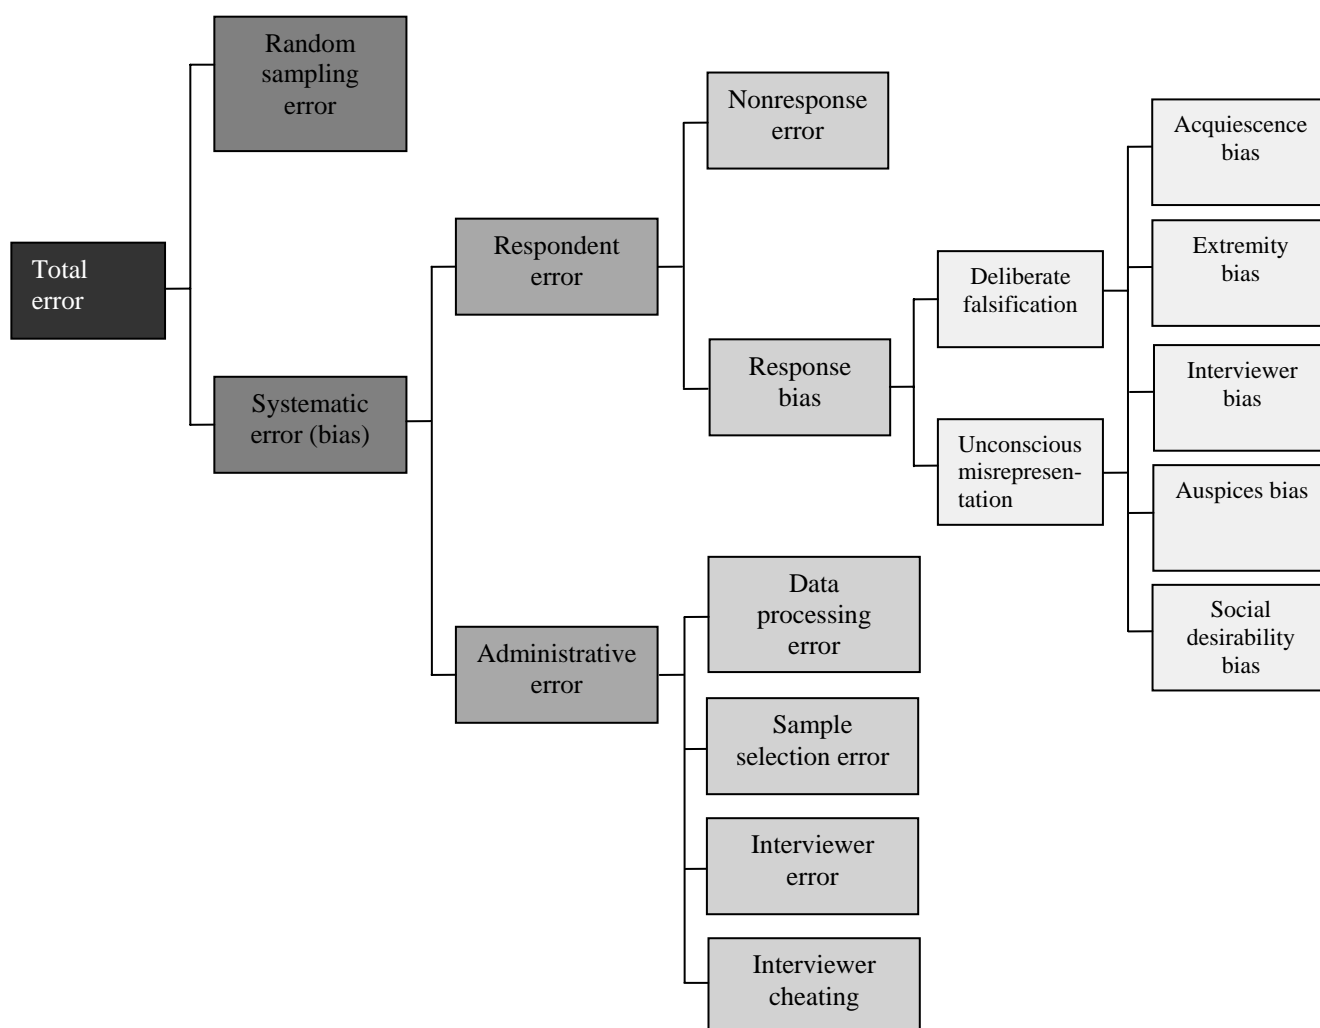 Random
sampling
error
Nonresponse
error
Acquiescence
bias
Total
error
Respondent
error
Deliberate
falsification
Extremity
bias
Systematic
error (bias)
Response
bias
Unconscious
misrepresen-
tation
Interviewer
bias
Auspices bias
Administrative
error
Data
processing
error
Social
desirability
bias
Sample
selection error
Interviewer
error
Interviewer
cheating